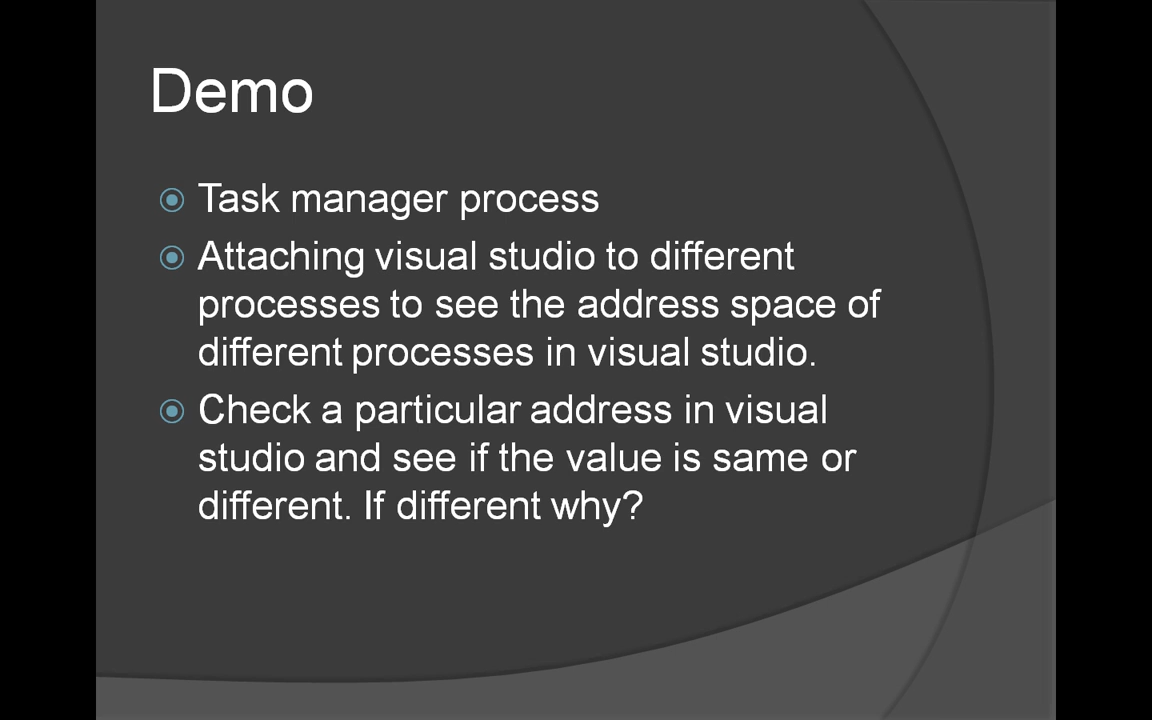 Demo
Task manager process
Attaching visual studio to different
processes to see the address space of
different processes in visual studio.
Check a particular address in visual
studio and see if the value is same or
different. If different why?